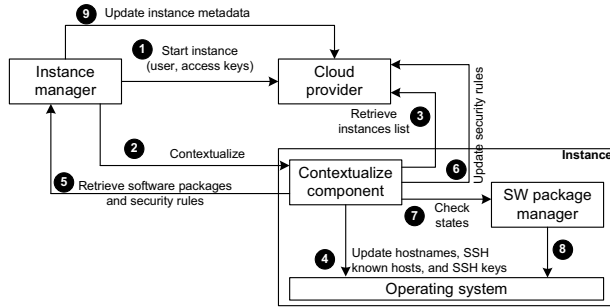 9 Update instance metadata
1 Start instance
(user, access keys)
Instance
manager
Cloud
provider
Retrieve
instances list
3
2
Contextualize
Update security rules
6
Instance
5 Retrieve software packages
and security rules
Contextualize
component
7 Check
states
SW package
manager
4 Update hostnames, SSH
known hosts, and SSH keys
8
Operating system